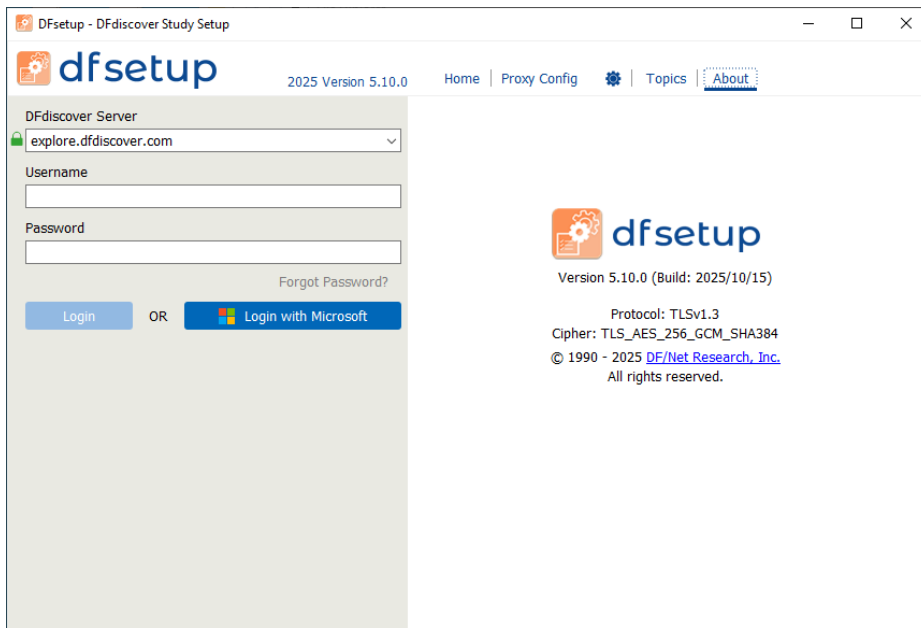 DFsetup - DFdiscover Study Setup
dfsetup
2025 Version 5.10.0
Home
Proxy Config
Topics
About
DFdiscover Server
explore.dfdiscover.com
Username
Password
Forgot Password?
Login
OR
Login with Microsoft
dfsetup
Version 5.10.0 (Build: 2025/10/15)
Protocol: TLSv1.3
Cipher: TLS_AES_256_GCM_SHA384
© 1990 - 2025 DF/Net Research, Inc.
All rights reserved.